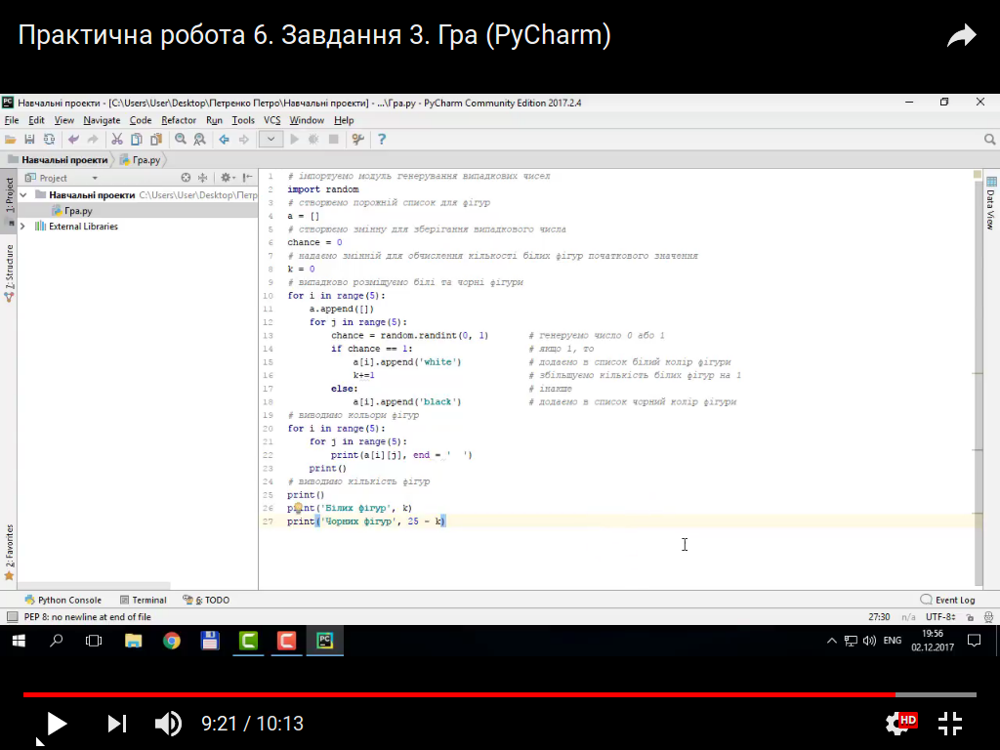 Практична робота 6. Завдання 3. Гра (PyCharm)
Навчальні проекти - [C:\Users\User\Desktop\Петренко Петро\Навчальні проекти] - ...\Гра.py - PyCharm Community Edition 2017.2.4
File Edit View Navigate Code Refactor Run Tools VCS Window Help
Навчальні проекти Гра.py
Project
Навчальні проекти C:\Users\User\Desktop\Петр
Гра.py
External Libraries
1: Project
7: Structure
2: Favorites
Data View
1 # імпортуємо модуль генерування випадкових чисел
2 import random
3 # створюємо порожній список для фігур
4 a = []
5 # створюємо змінну для зберігання випадкового числа
6 chance = 0
7 # надаємо змінній для обчислення кількості білих фігур початкового значення
8 k = 0
9 # випадково розміщуємо білі та чорні фігури
10 for i in range(5):
11 a.append([])
12 for j in range(5):
13 chance = random.randint(0, 1) # генеруємо число 0 або 1
14 if chance == 1: # якщо 1, то
15 a[i].append('white') # додаємо в список білий колір фігури
16 k+=1 # збільшуємо кількість білих фігур на 1
17 else: # інакше
18 a[i].append('black') # додаємо в список чорний колір фігури
19 # виводимо кольори фігур
20 for i in range(5):
21 for j in range(5):
22 print(a[i][j], end = '  ')
23 print()
24 # виводимо кількість фігур
25 print()
26 print('Білих фігур', k)
27 print('Чорних фігур', 25 - k)
Python Console Terminal 6: TODO Event Log
PEP 8: no newline at end of file 27:30 n/a UTF-8
ENG 19:56
02.12.2017
9:21 / 10:13 HD